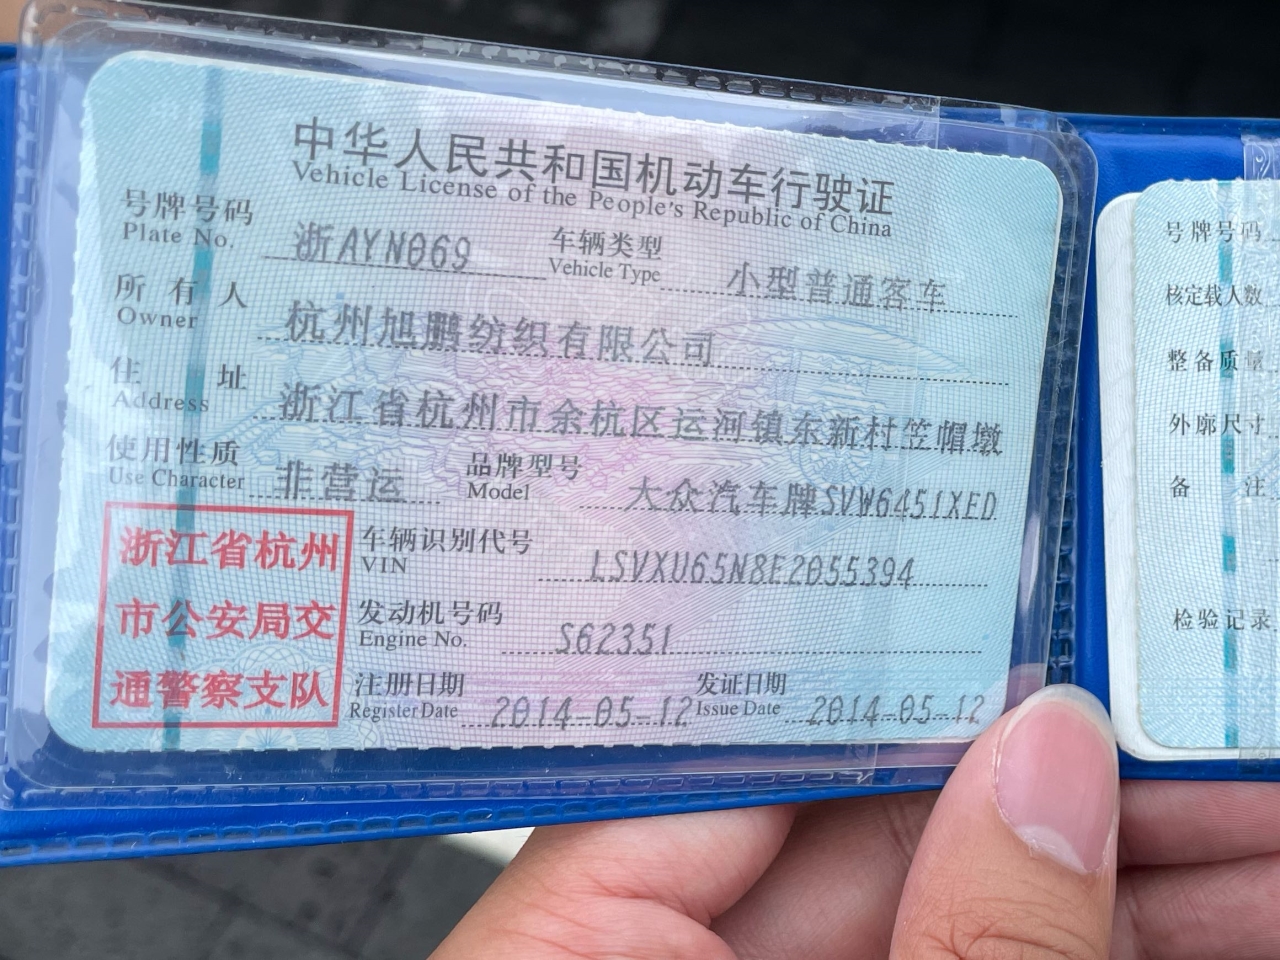 中华人民共和国机动车行驶证
Vehicle License of the People's Republic of China
号牌号码 浙AYN069 车辆类型 小型普通客车
Plate No. Vehicle Type
所有人 杭州旭鹏纺织有限公司
Owner
住址 浙江省杭州市余杭区运河镇东新村笠帽墩
Address
使用性质 非营运 品牌型号 大众汽车牌SVW6451XED
Use Character Model
浙江省杭州
市公安局交
通警察支队
车辆识别代号 LSVXU65N8E2055394
VIN
发动机号码 S62351
Engine No.
注册日期 2014-05-12 发证日期 2014-05-12
Register Date Issue Date
号牌号码
核定载人数
整备质量
外廓尺寸
备注
检验记录